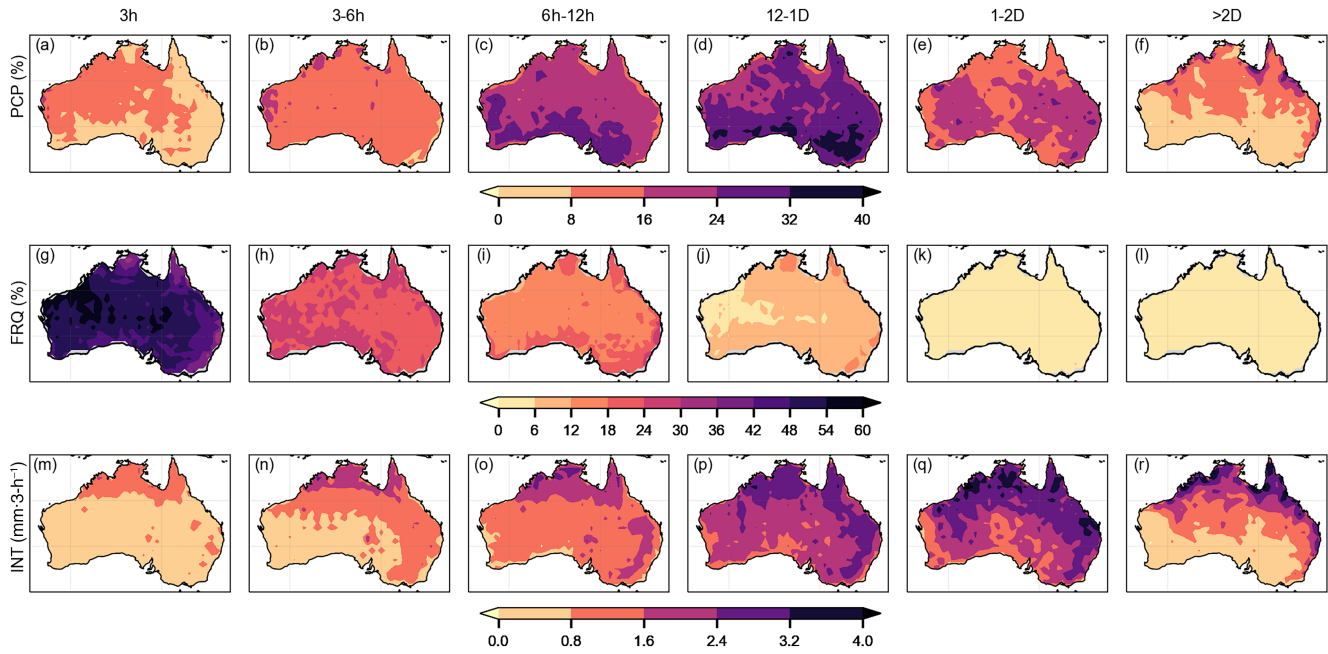 3h 3-6h 6h-12h 12-1D 1-2D >2D
PCP (%) (a) (b) (c) (d) (e) (f)
0 8 16 24 32 40
FRQ (%) (g) (h) (i) (j) (k) (l)
0 6 12 18 24 30 36 42 48 54 60
INT (mm·3-h⁻¹) (m) (n) (o) (p) (q) (r)
0.0 0.8 1.6 2.4 3.2 4.0